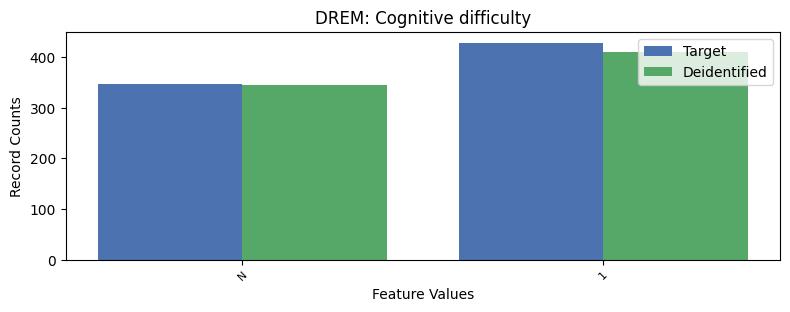 DREM: Cognitive difficulty
Target
Deidentified
Record Counts
400
300
200
100
0
N
1
Feature Values